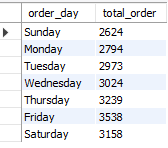 order_day total_order
Sunday 2624
Monday 2794
Tuesday 2973
Wednesday 3024
Thursday 3239
Friday 3538
Saturday 3158